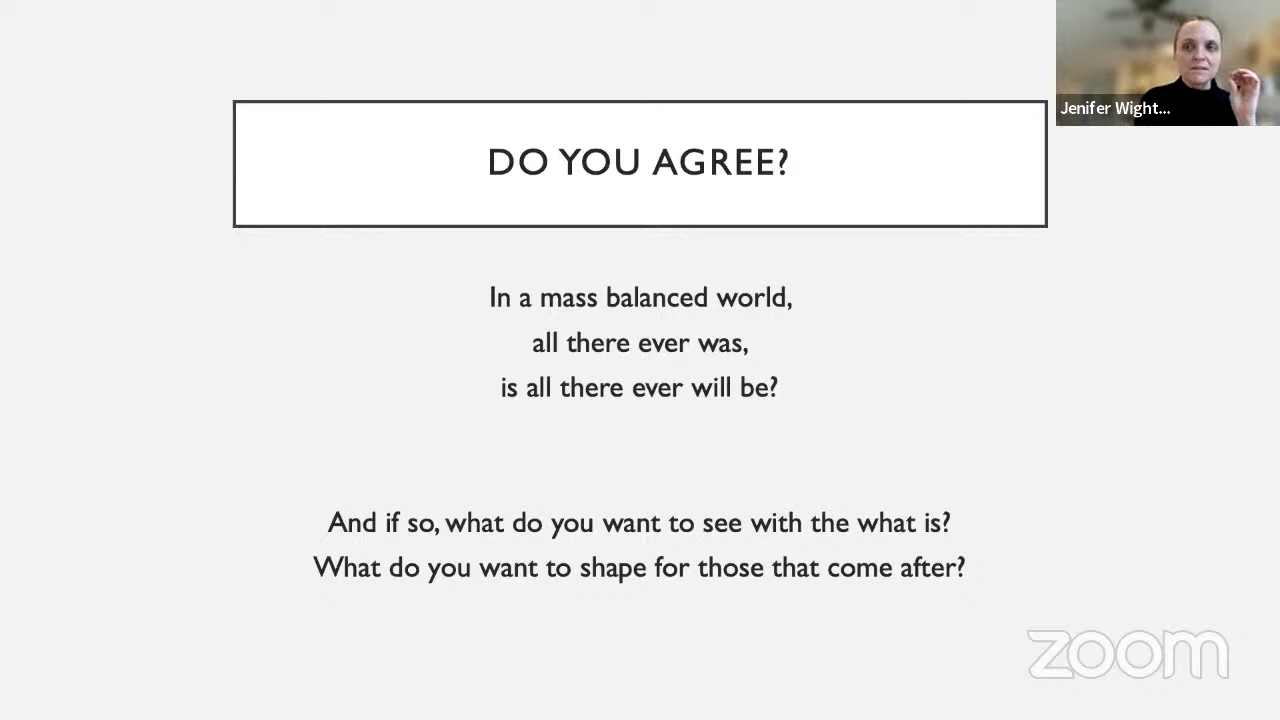 Jenifer Wight...
DO YOU AGREE?
In a mass balanced world,
all there ever was,
is all there ever will be?
And if so, what do you want to see with the what is?
What do you want to shape for those that come after?
zoom